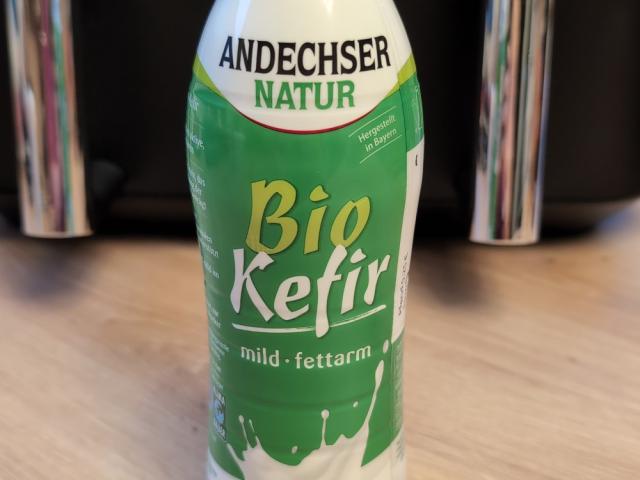 ANDECHSER
NATUR
Hergestellt
in Bayern
Bio
Kefir
mild · fettarm